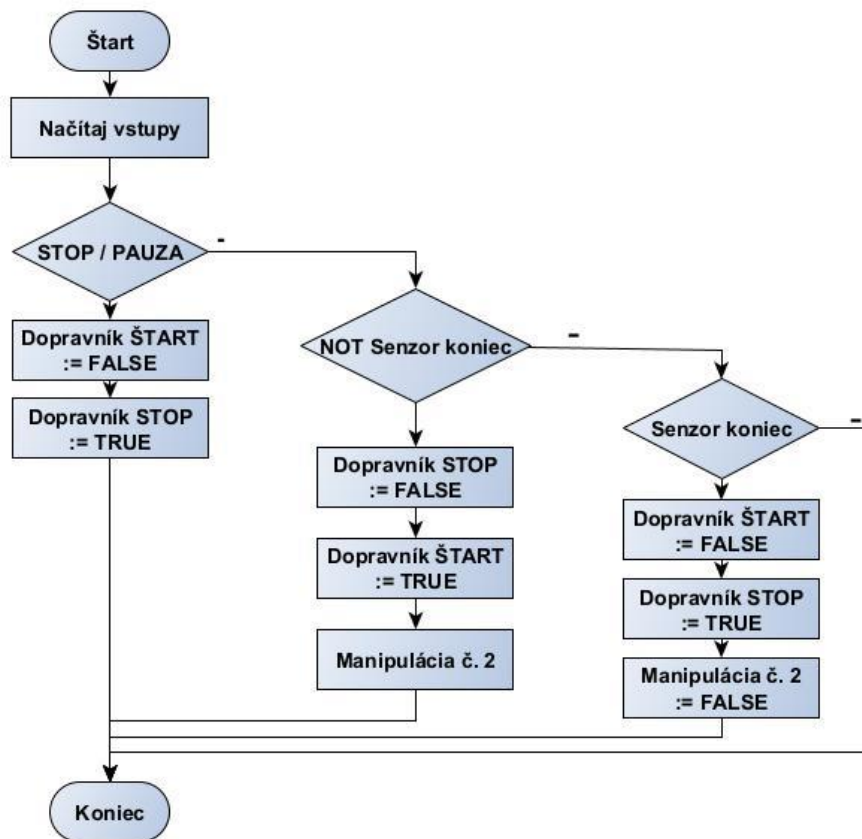 Štart
Načítaj vstupy
STOP / PAUZA
-
Dopravník ŠTART
:= FALSE
Dopravník STOP
:= TRUE
NOT Senzor koniec
-
Dopravník STOP
:= FALSE
Dopravník ŠTART
:= TRUE
Manipulácia č. 2
Senzor koniec
-
Dopravník ŠTART
:= FALSE
Dopravník STOP
:= TRUE
Manipulácia č. 2
:= FALSE
Koniec